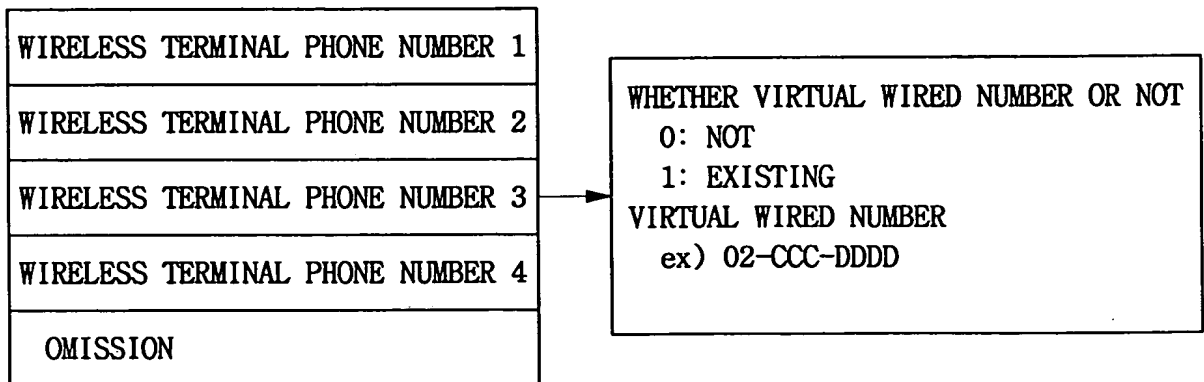 WIRELESS TERMINAL PHONE NUMBER 1
WIRELESS TERMINAL PHONE NUMBER 2
WIRELESS TERMINAL PHONE NUMBER 3
WIRELESS TERMINAL PHONE NUMBER 4
OMISSION
WHETHER VIRTUAL WIRED NUMBER OR NOT
0: NOT
1: EXISTING
VIRTUAL WIRED NUMBER
ex) 02-CCC-DDDD